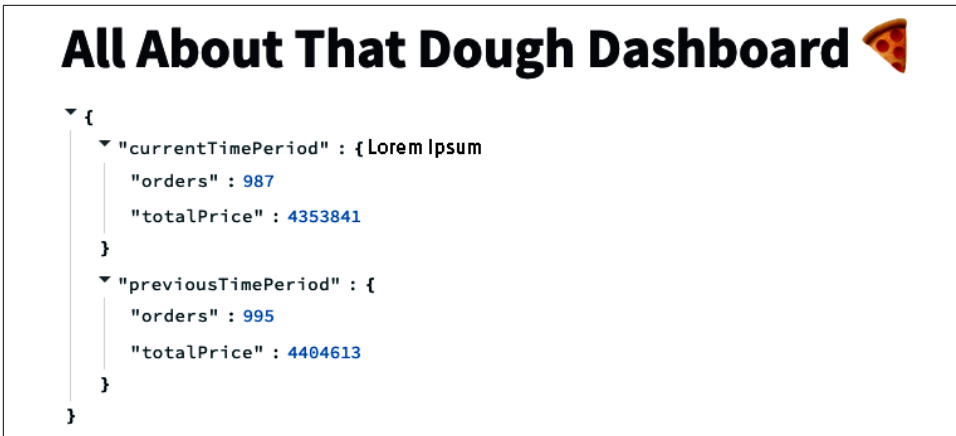 All About That Dough Dashboard 🍕
{
"currentTimePeriod" : { Lorem Ipsum
"orders" : 987
"totalPrice" : 4353841
}
"previousTimePeriod" : {
"orders" : 995
"totalPrice" : 4404613
}
}